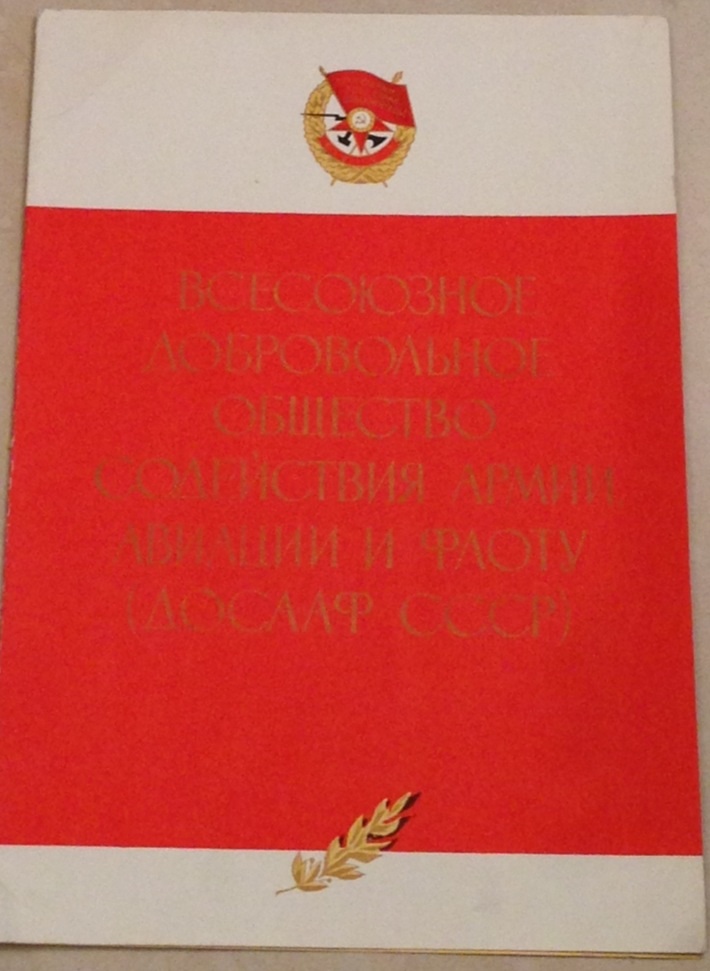 ВСЕСОЮЗНОЕ
ДОБРОВОЛЬНОЕ
ОБЩЕСТВО
СОДЕЙСТВИЯ АРМИИ,
АВИАЦИИ И ФЛОТУ
(ДОСААФ СССР)